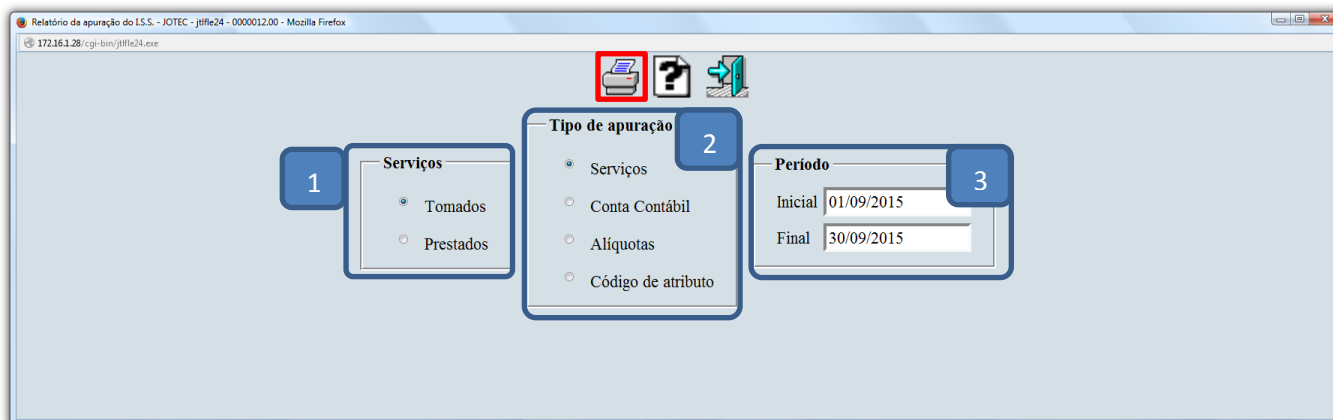 Relatório da apuração do I.S.S. - JOTEC - jtlfle24 - 0000012.00 - Mozilla Firefox
172.16.1.28/cgi-bin/jtlfle24.exe
1
Serviços
Tomados
Prestados
Tipo de apuração
2
Serviços
Conta Contábil
Alíquotas
Código de atributo
Período
3
Inicial 01/09/2015
Final 30/09/2015